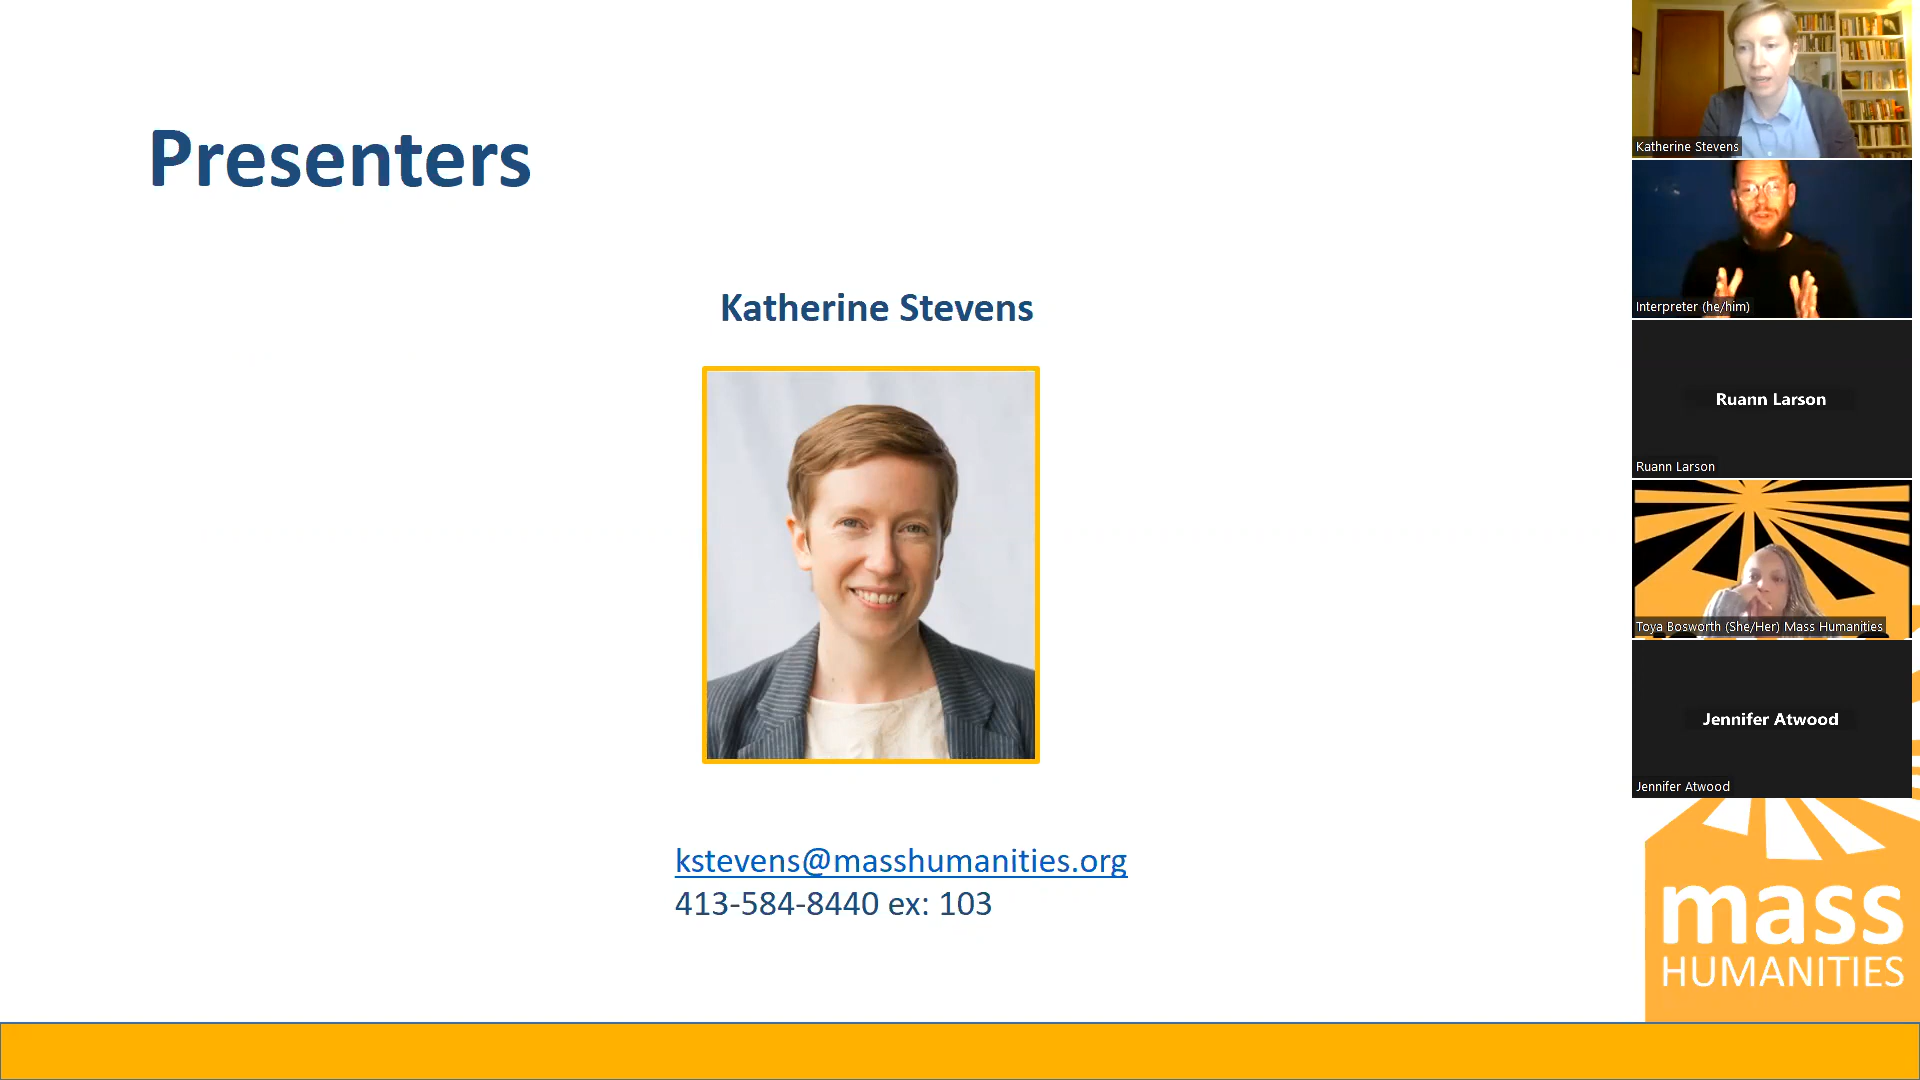 Presenters
Katherine Stevens
kstevens@masshumanities.org
413-584-8440 ex: 103
Katherine Stevens
Interpreter (he/him)
Ruann Larson
Ruann Larson
Toya Bosworth (She/Her) Mass Humanities
Jennifer Atwood
Jennifer Atwood
mass
HUMANITIES